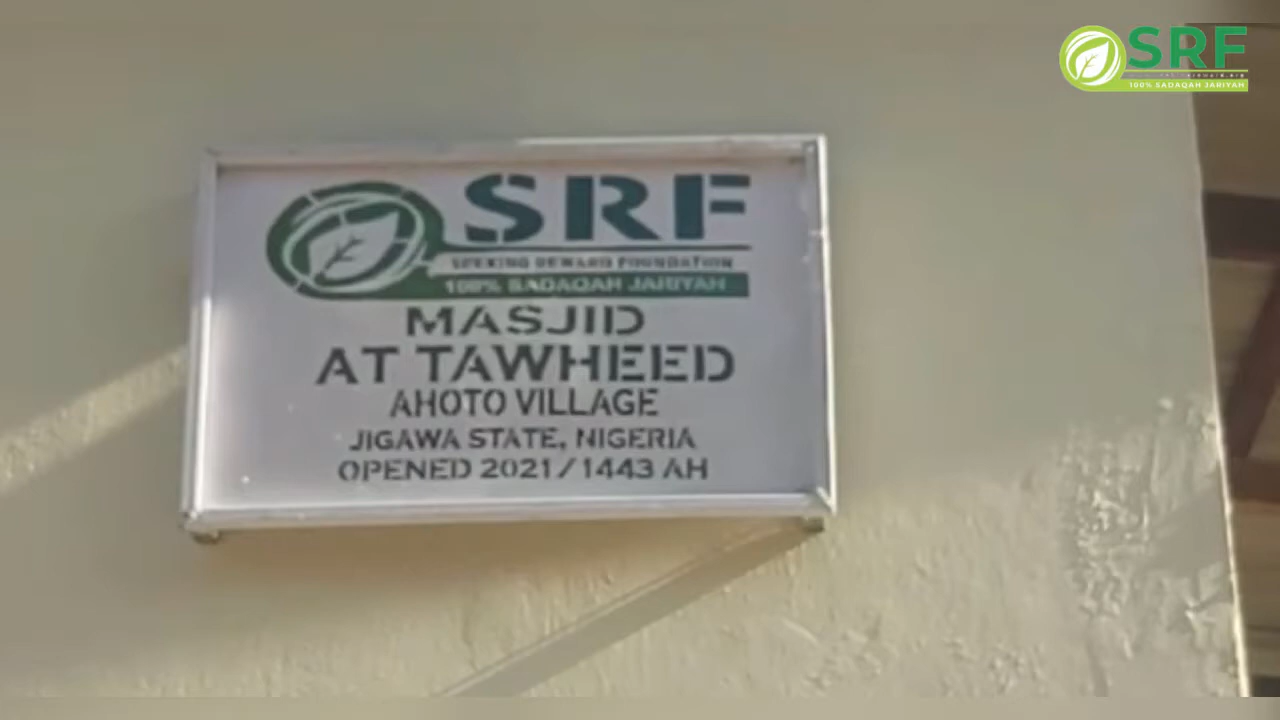 SRF
100% SADAQAH JARIYAH
SRF
SEEKING REWARD FOUNDATION
100% SADAQAH JARIYAH
MASJID
AT TAWHEED
AHOTO VILLAGE
JIGAWA STATE, NIGERIA
OPENED 2021/1443 AH